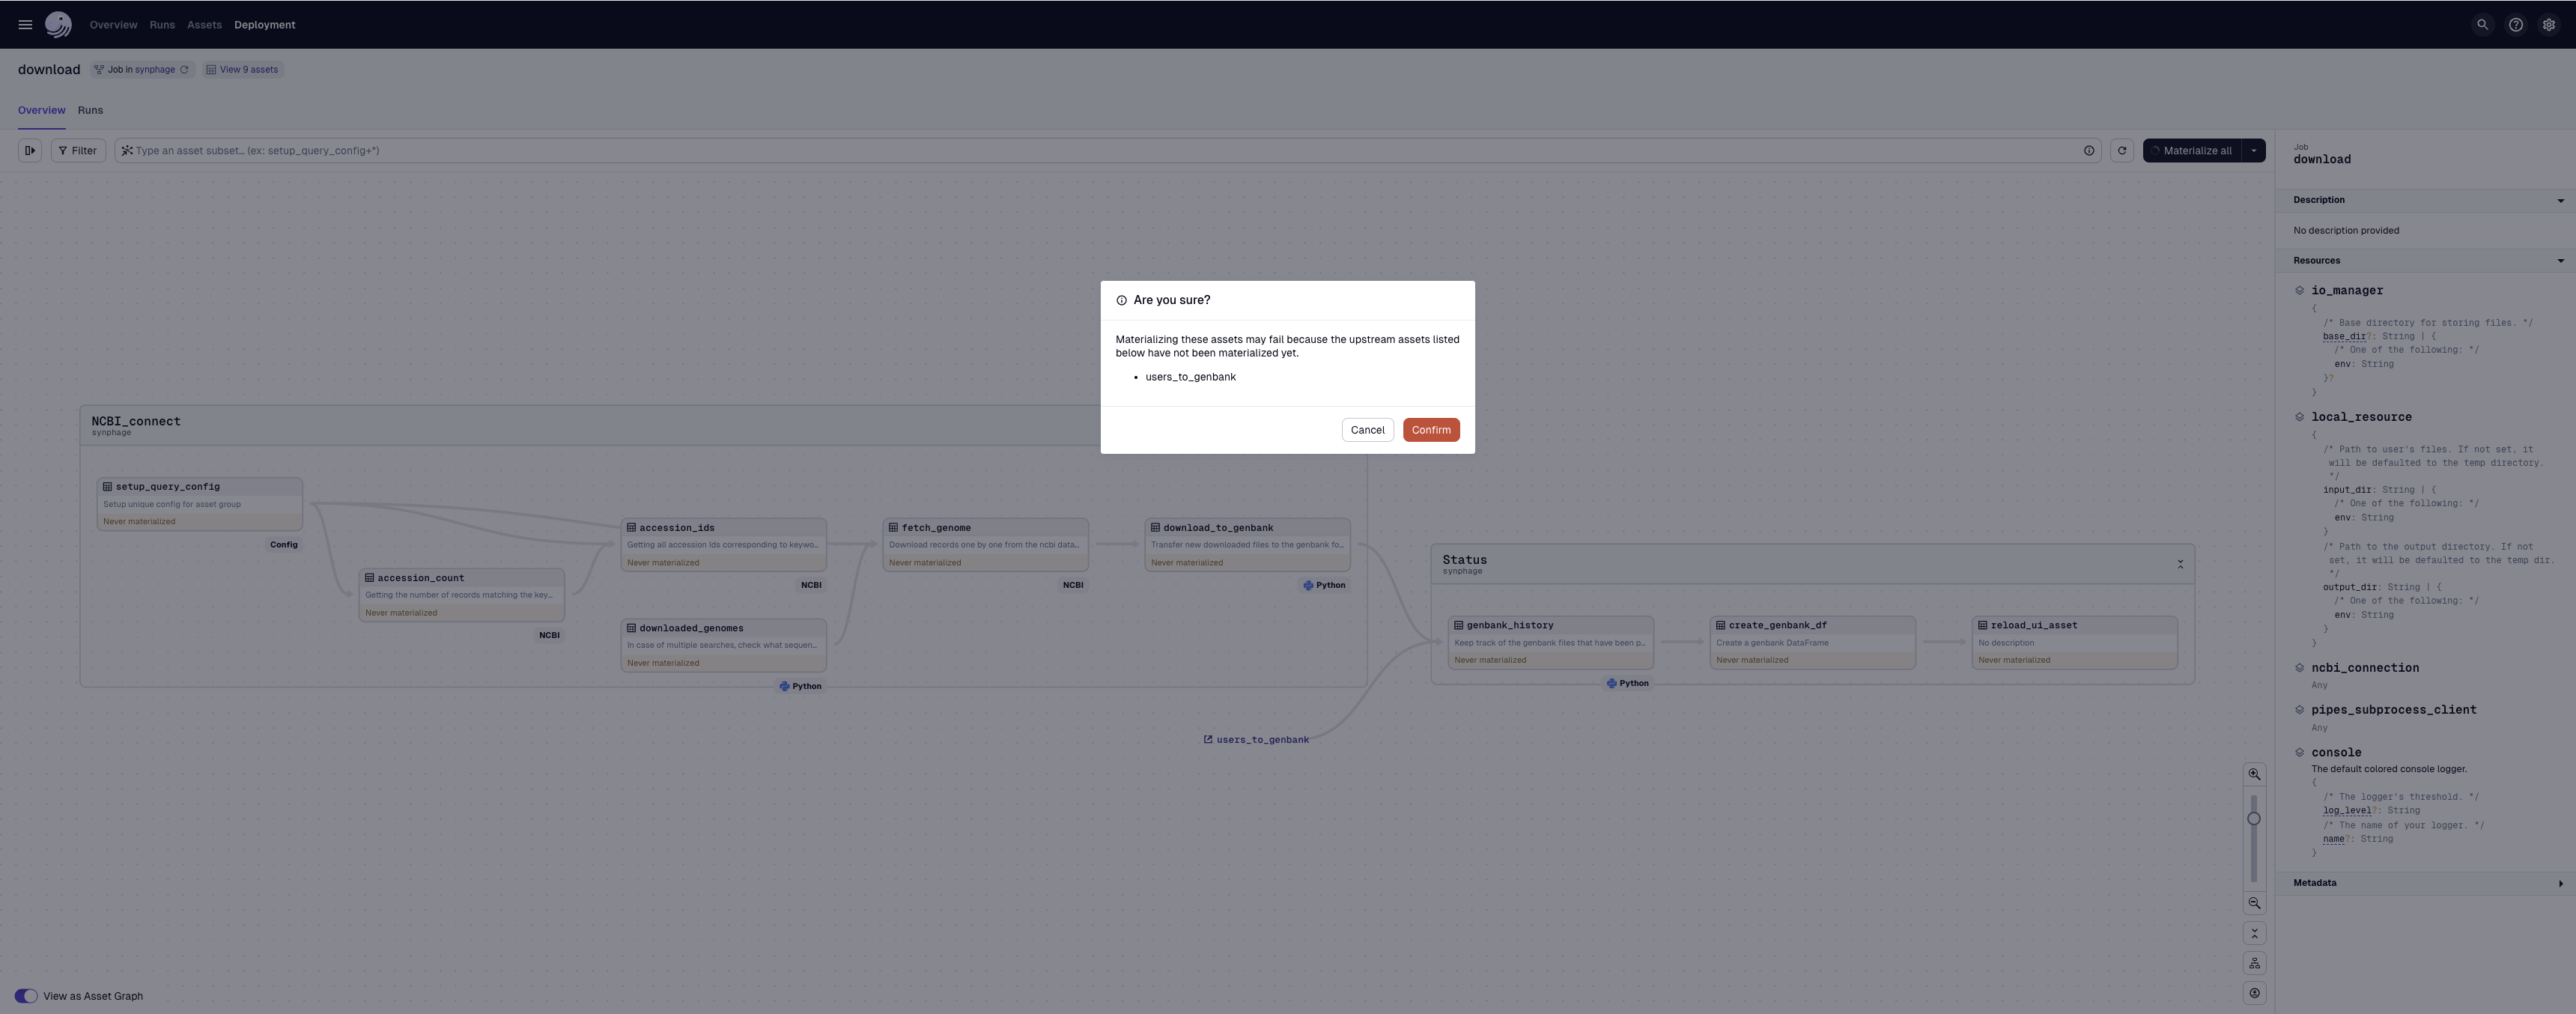 Overview Runs Assets Deployment
download Job in synphage View 9 assets
Overview Runs
Filter Type an asset subset... (ex: setup_query_config+*) Materialize all
Are you sure?
Materializing these assets may fail because the upstream assets listed
below have not been materialized yet.
• users_to_genbank
Cancel Confirm
NCBI_connect
synphage
setup_query_config
Setup unique config for asset group
Never materialized
Config
accession_count
Getting the number of records matching the key...
Never materialized
NCBI
accession_ids
Getting all accession Ids corresponding to keywo...
Never materialized
NCBI
downloaded_genomes
In case of multiple searches, check what sequen...
Never materialized
Python
fetch_genome
Download records one by one from the ncbi data...
Never materialized
NCBI
download_to_genbank
Transfer new downloaded files to the genbank fo...
Never materialized
Python
users_to_genbank
Status
synphage
genbank_history
Keep track of the genbank files that have been p...
Never materialized
Python
create_genbank_df
Create a genbank DataFrame
Never materialized
reload_ui_asset
No description
Never materialized
View as Asset Graph
Job
download
Description
No description provided
Resources
io_manager
{
/* Base directory for storing files. */
base_dir?: String | {
/* One of the following: */
env: String
}?
}
local_resource
{
/* Path to user's files. If not set, it
will be defaulted to the temp directory.
*/
input_dir: String | {
/* One of the following: */
env: String
}
/* Path to the output directory. If not
set, it will be defaulted to the temp dir.
*/
output_dir: String | {
/* One of the following: */
env: String
}
}
ncbi_connection
Any
pipes_subprocess_client
Any
console
The default colored console logger.
{
/* The logger's threshold. */
log_level?: String
/* The name of your logger. */
name?: String
}
Metadata